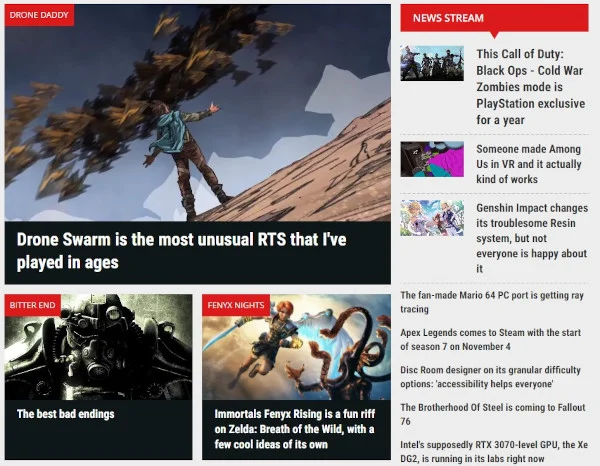 DRONE DADDY
Drone Swarm is the most unusual RTS that I've
played in ages
BITTER END
The best bad endings
FENYX NIGHTS
Immortals Fenyx Rising is a fun riff
on Zelda: Breath of the Wild, with a
few cool ideas of its own
NEWS STREAM
This Call of Duty:
Black Ops - Cold War
Zombies mode is
PlayStation exclusive
for a year
Someone made Among
Us in VR and it actually
kind of works
Genshin Impact changes
its troublesome Resin
system, but not
everyone is happy about
it
The fan-made Mario 64 PC port is getting ray
tracing
Apex Legends comes to Steam with the start
of season 7 on November 4
Disc Room designer on its granular difficulty
options: 'accessibility helps everyone'
The Brotherhood Of Steel is coming to Fallout
76
Intel's supposedly RTX 3070-level GPU, the Xe
DG2, is running in its labs right now